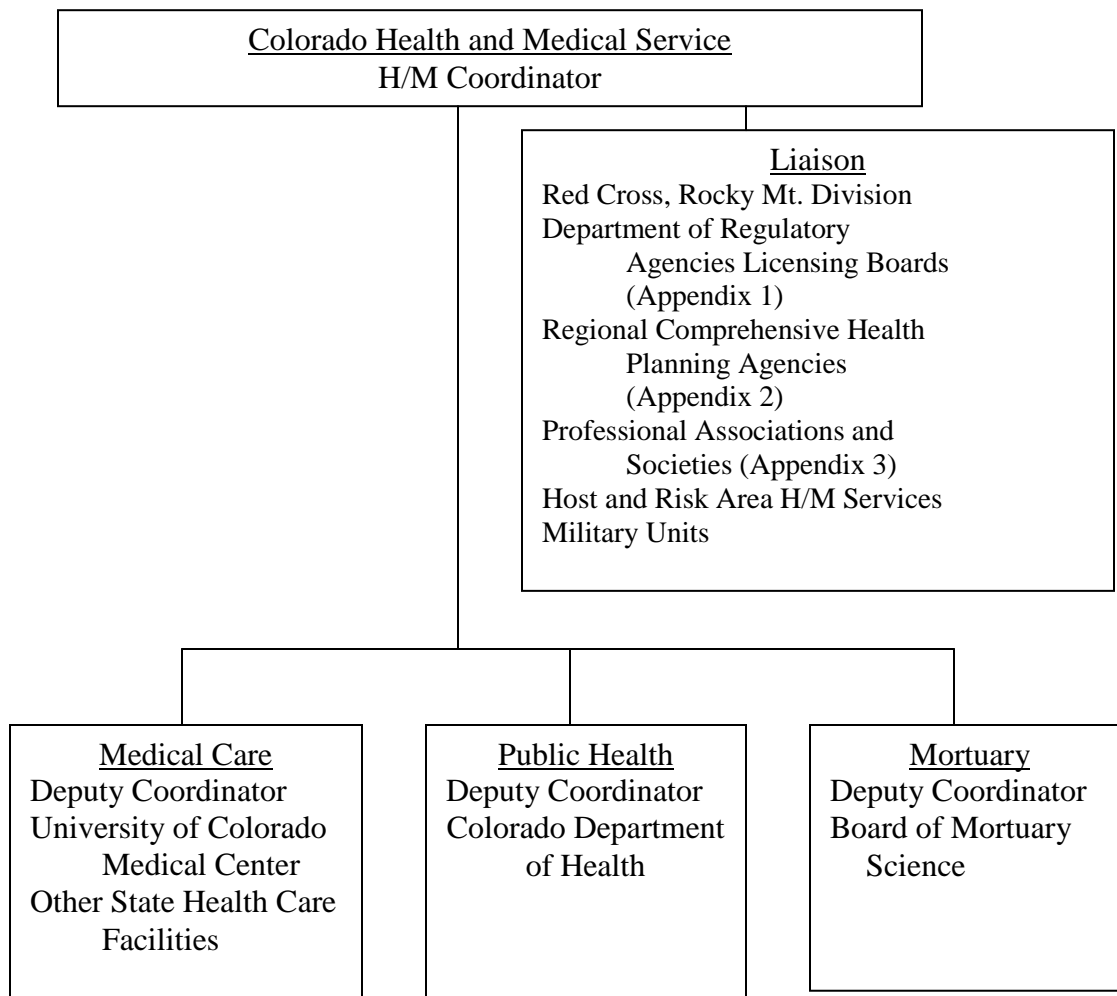 Colorado Health and Medical Service
H/M Coordinator
Liaison
Red Cross, Rocky Mt. Division
Department of Regulatory
Agencies Licensing Boards
(Appendix 1)
Regional Comprehensive Health
Planning Agencies
(Appendix 2)
Professional Associations and
Societies (Appendix 3)
Host and Risk Area H/M Services
Military Units
Medical Care
Deputy Coordinator
University of Colorado
Medical Center
Other State Health Care
Facilities
Public Health
Deputy Coordinator
Colorado Department
of Health
Mortuary
Deputy Coordinator
Board of Mortuary
Science